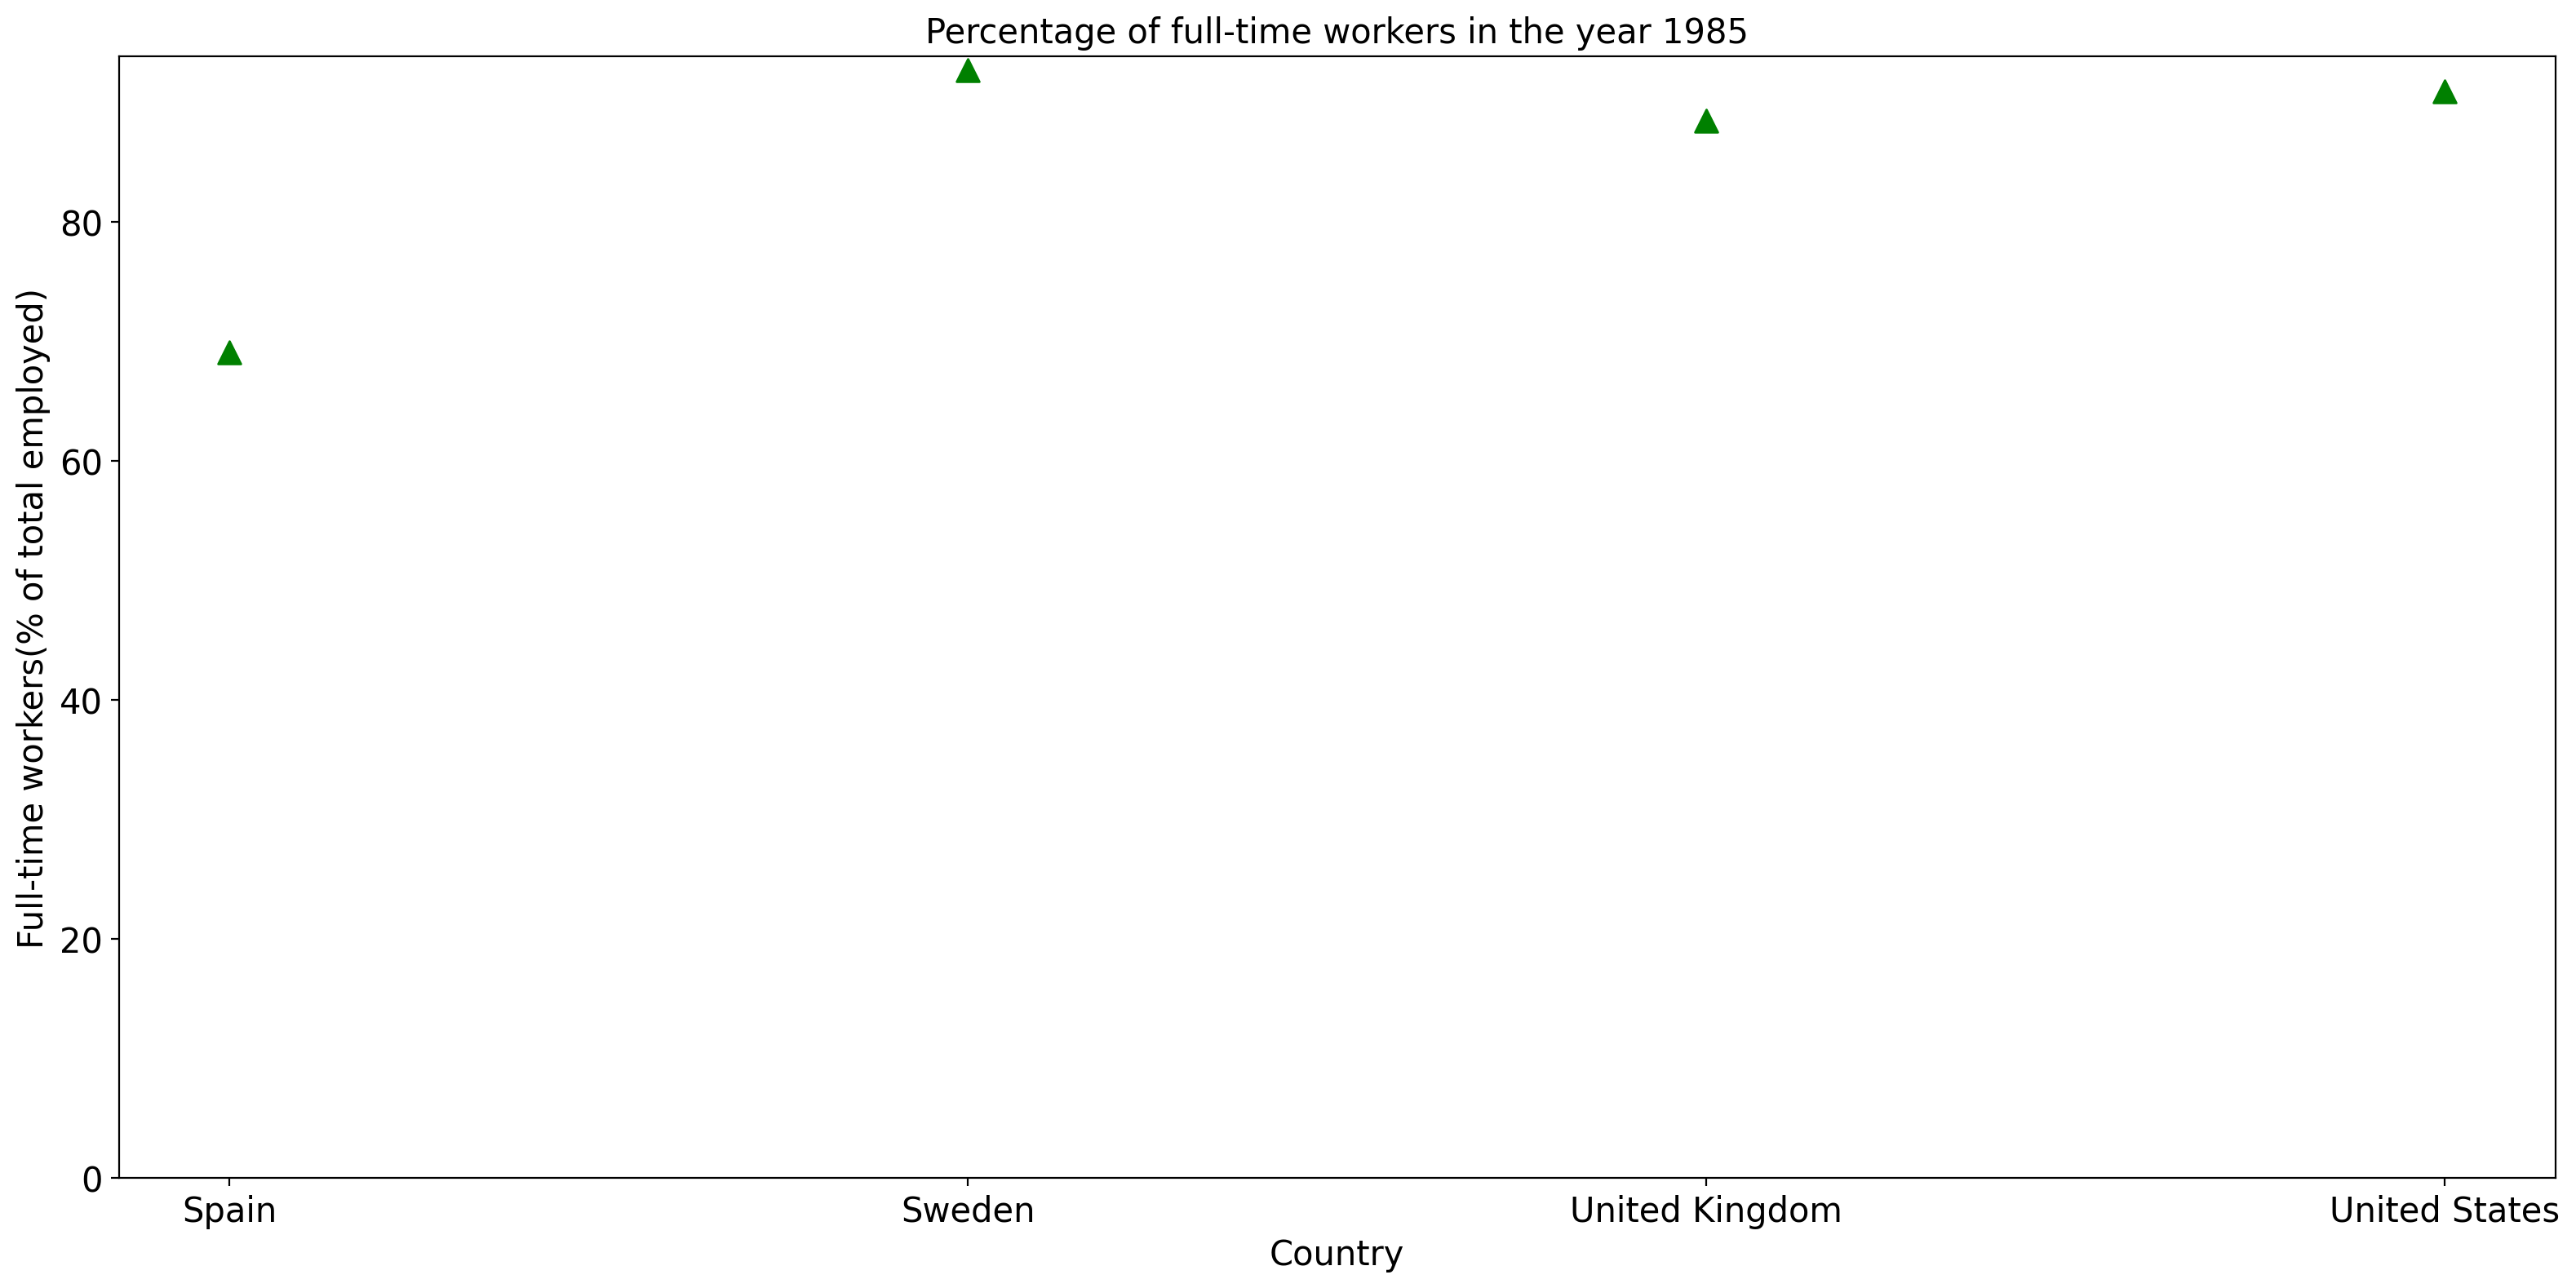 Percentage of full-time workers in the year 1985
Full-time workers(% of total employed)
80
60
40
20
0
Spain
Sweden
United Kingdom
United States
Country